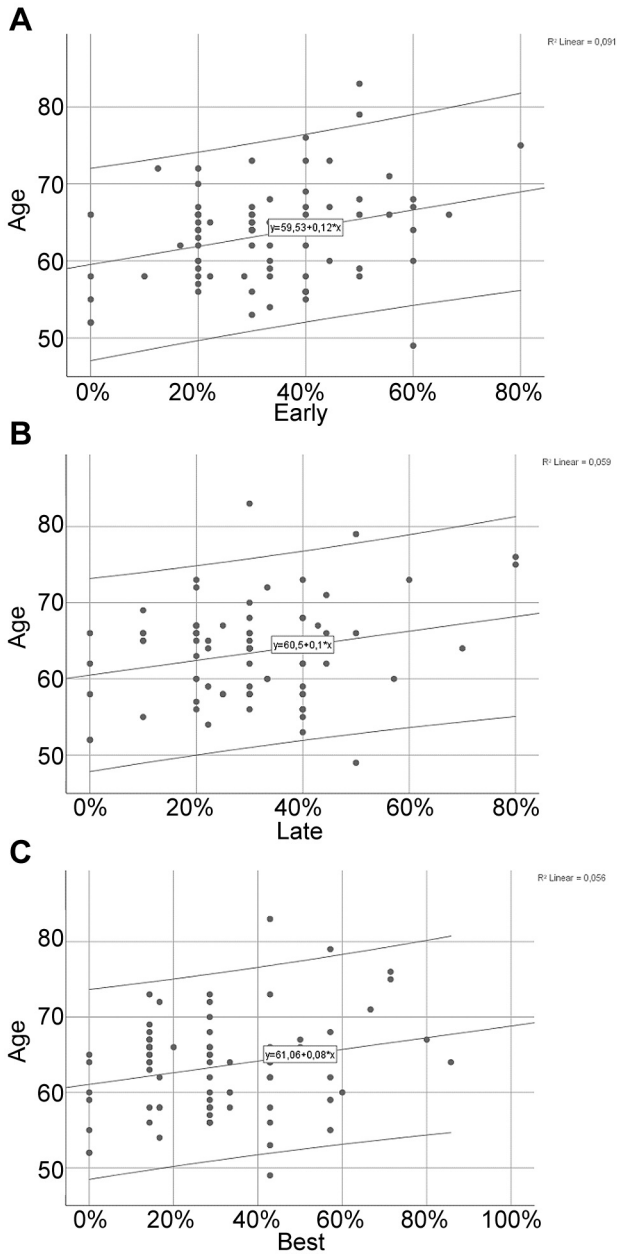 A
R² Linear = 0,091
80
70
60
50
Age
y=59,53+0,12*x
0% 20% 40% 60% 80%
Early
B
R² Linear = 0,059
80
70
60
50
Age
y=60,5+0,1*x
0% 20% 40% 60% 80%
Late
C
R² Linear = 0,056
80
70
60
50
Age
y=61,06+0,08*x
0% 20% 40% 60% 80% 100%
Best